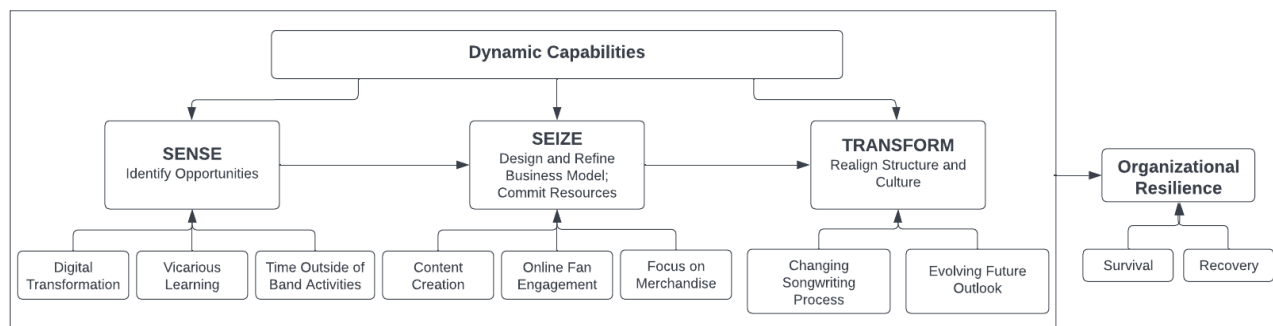 Dynamic Capabilities
SENSE
Identify Opportunities
SEIZE
Design and Refine
Business Model;
Commit Resources
TRANSFORM
Realign Structure and
Culture
Organizational
Resilience
Digital
Transformation
Vicarious
Learning
Time Outside of
Band Activities
Content
Creation
Online Fan
Engagement
Focus on
Merchandise
Changing
Songwriting
Process
Evolving Future
Outlook
Survival
Recovery